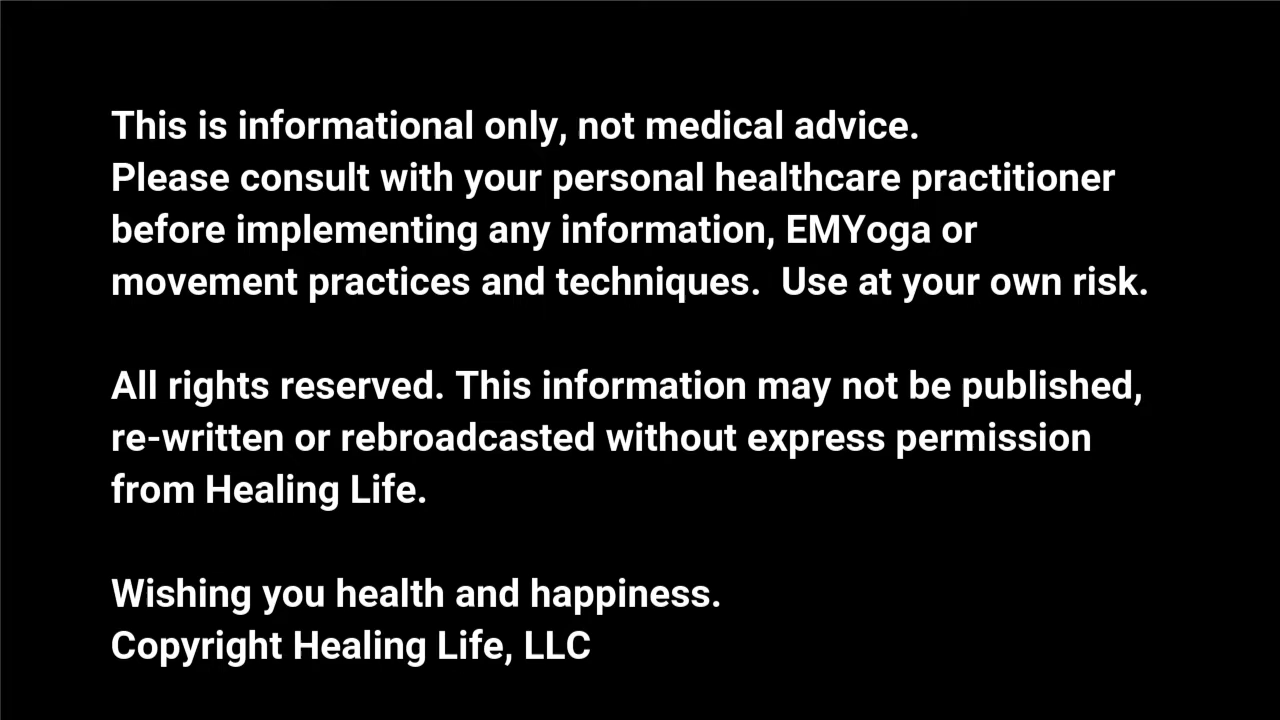 This is informational only, not medical advice.
Please consult with your personal healthcare practitioner
before implementing any information, EMYoga or
movement practices and techniques.  Use at your own risk.
All rights reserved. This information may not be published,
re-written or rebroadcasted without express permission
from Healing Life.
Wishing you health and happiness.
Copyright Healing Life, LLC